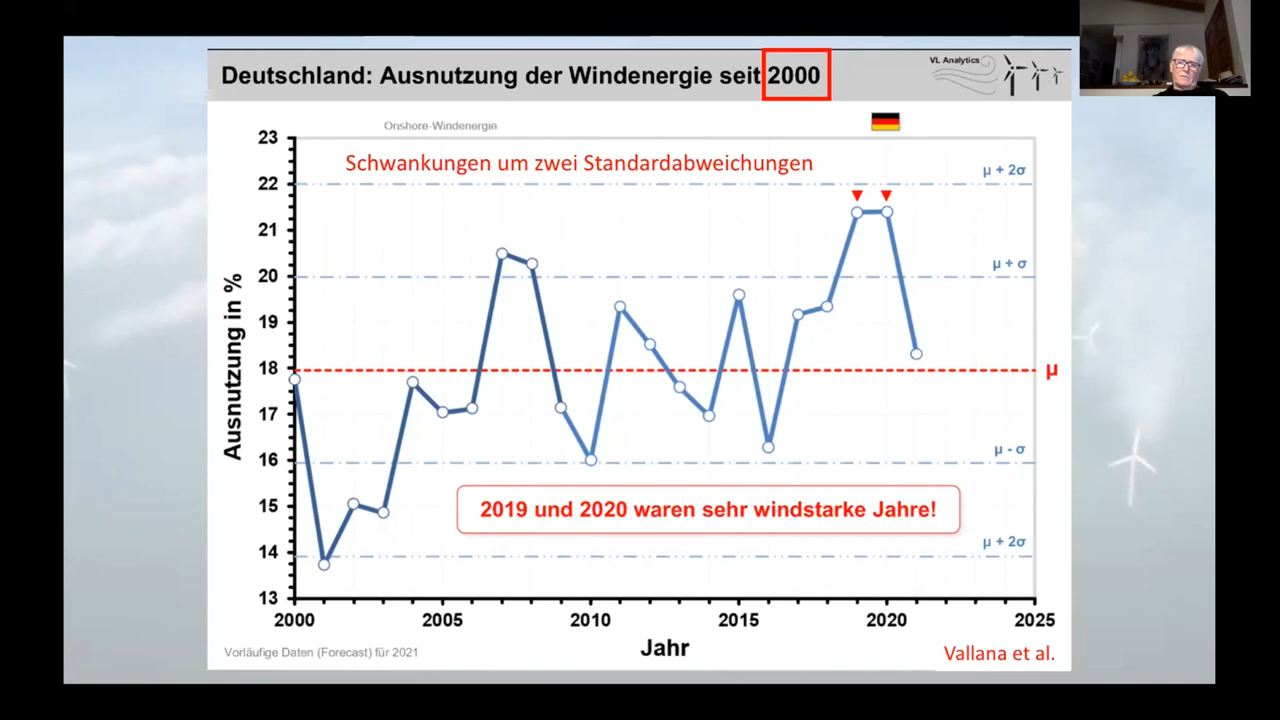 Deutschland: Ausnutzung der Windenergie seit 2000
VL Analytics
Onshore-Windenergie
Schwankungen um zwei Standardabweichungen
23
22
21
20
19
18
17
16
15
14
13
Ausnutzung in %
μ + 2σ
μ + σ
μ
μ - σ
μ + 2σ
2019 und 2020 waren sehr windstarke Jahre!
2000 2005 2010 2015 2020 2025
Jahr
Vorläufige Daten (Forecast) für 2021
Vallana et al.